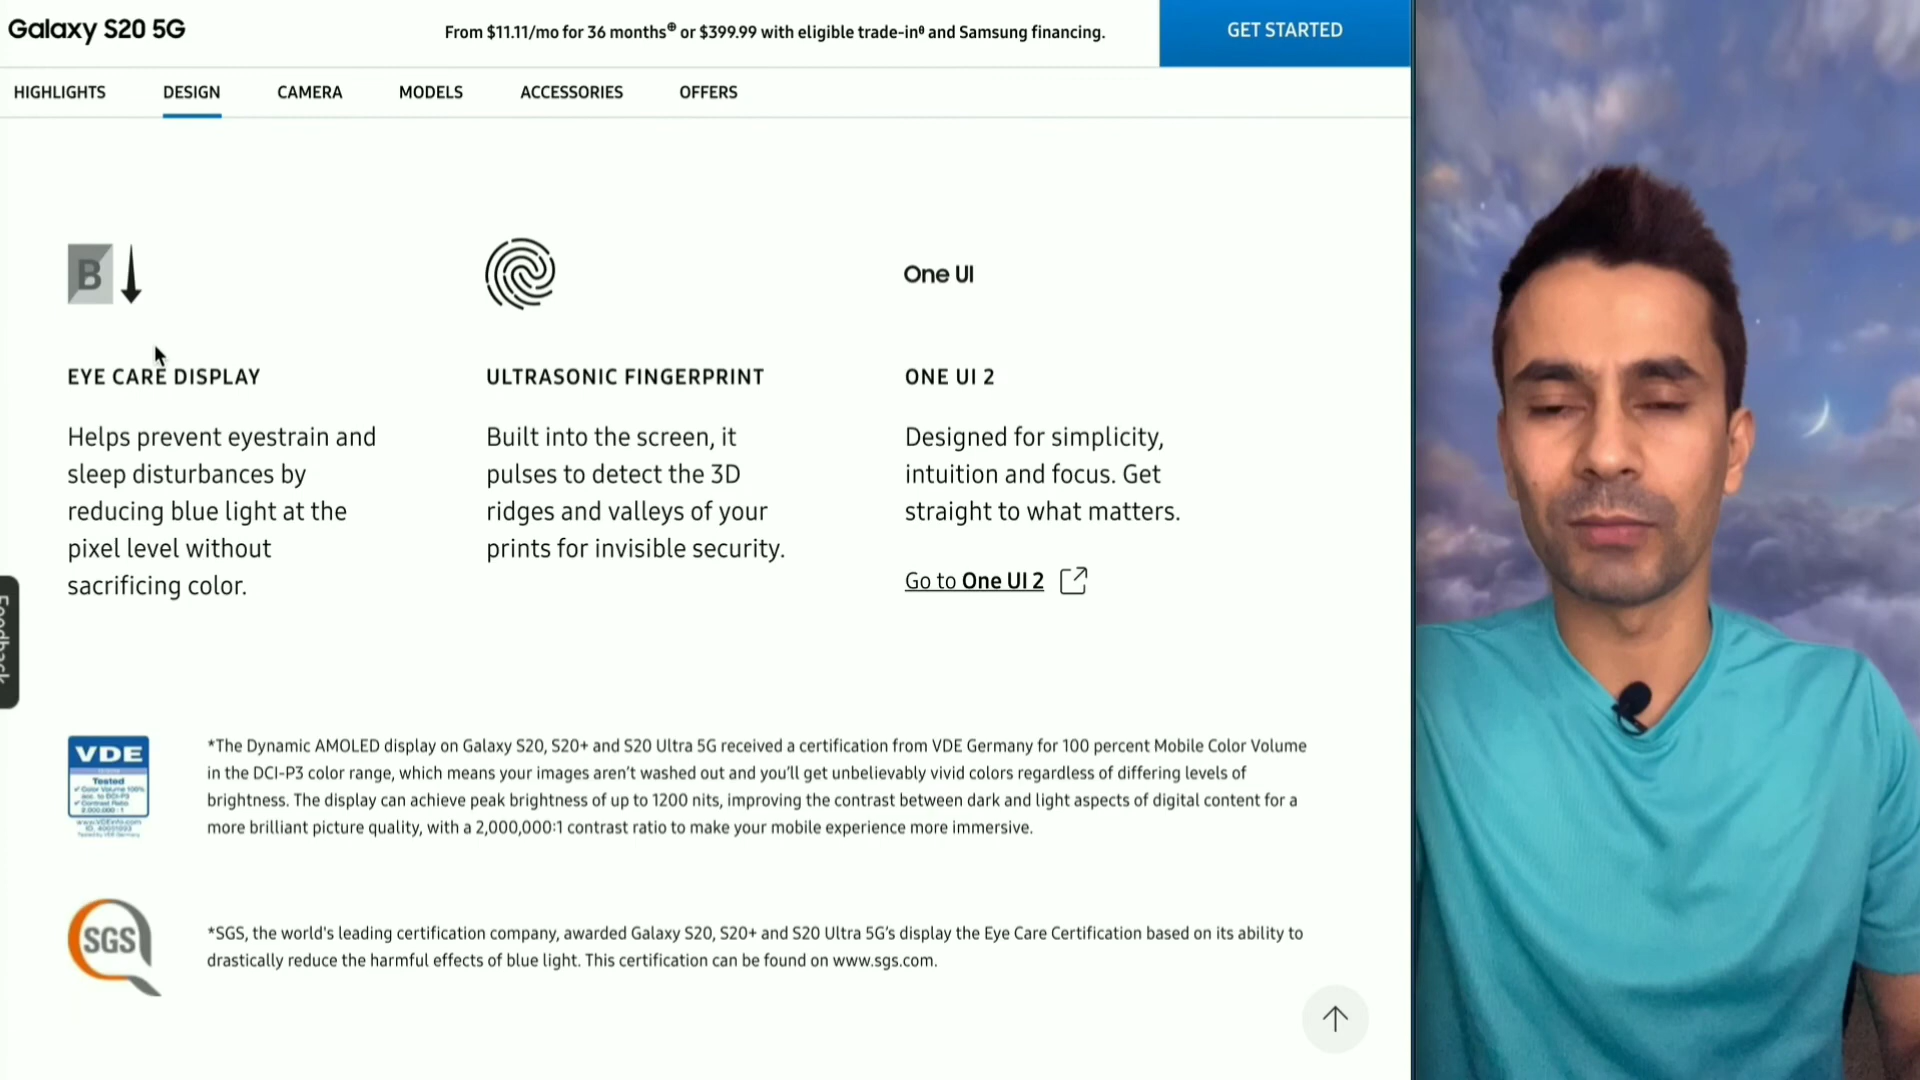 Galaxy S20 5G
From $11.11/mo for 36 months⊕ or $399.99 with eligible trade-inθ and Samsung financing.
GET STARTED
HIGHLIGHTS
DESIGN
CAMERA
MODELS
ACCESSORIES
OFFERS
B
EYE CARE DISPLAY
Helps prevent eyestrain and
sleep disturbances by
reducing blue light at the
pixel level without
sacrificing color.
ULTRASONIC FINGERPRINT
Built into the screen, it
pulses to detect the 3D
ridges and valleys of your
prints for invisible security.
One UI
ONE UI 2
Designed for simplicity,
intuition and focus. Get
straight to what matters.
Go to One UI 2
Feedback
VDE
Tested
*The Dynamic AMOLED display on Galaxy S20, S20+ and S20 Ultra 5G received a certification from VDE Germany for 100 percent Mobile Color Volume
in the DCI-P3 color range, which means your images aren't washed out and you'll get unbelievably vivid colors regardless of differing levels of
brightness. The display can achieve peak brightness of up to 1200 nits, improving the contrast between dark and light aspects of digital content for a
more brilliant picture quality, with a 2,000,000:1 contrast ratio to make your mobile experience more immersive.
SGS
*SGS, the world's leading certification company, awarded Galaxy S20, S20+ and S20 Ultra 5G's display the Eye Care Certification based on its ability to
drastically reduce the harmful effects of blue light. This certification can be found on www.sgs.com.